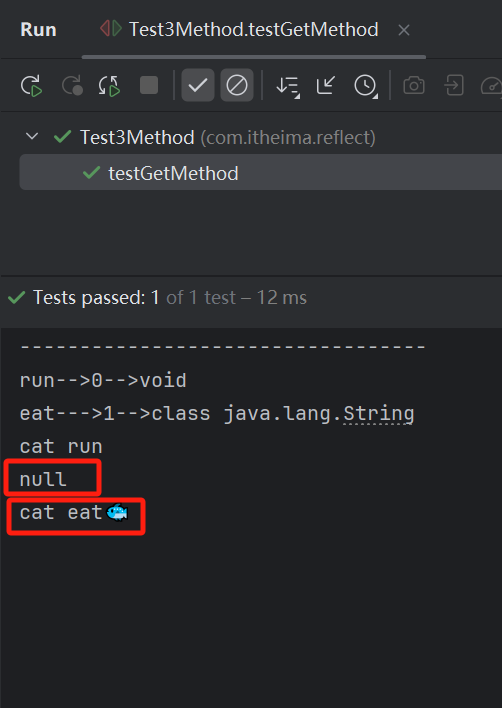 Run Test3Method.testGetMethod
Test3Method (com.itheima.reflect)
testGetMethod
Tests passed: 1 of 1 test – 12 ms
----------------------------------
run-->0-->void
eat--->1-->class java.lang.String
cat run
null
cat eat🐟